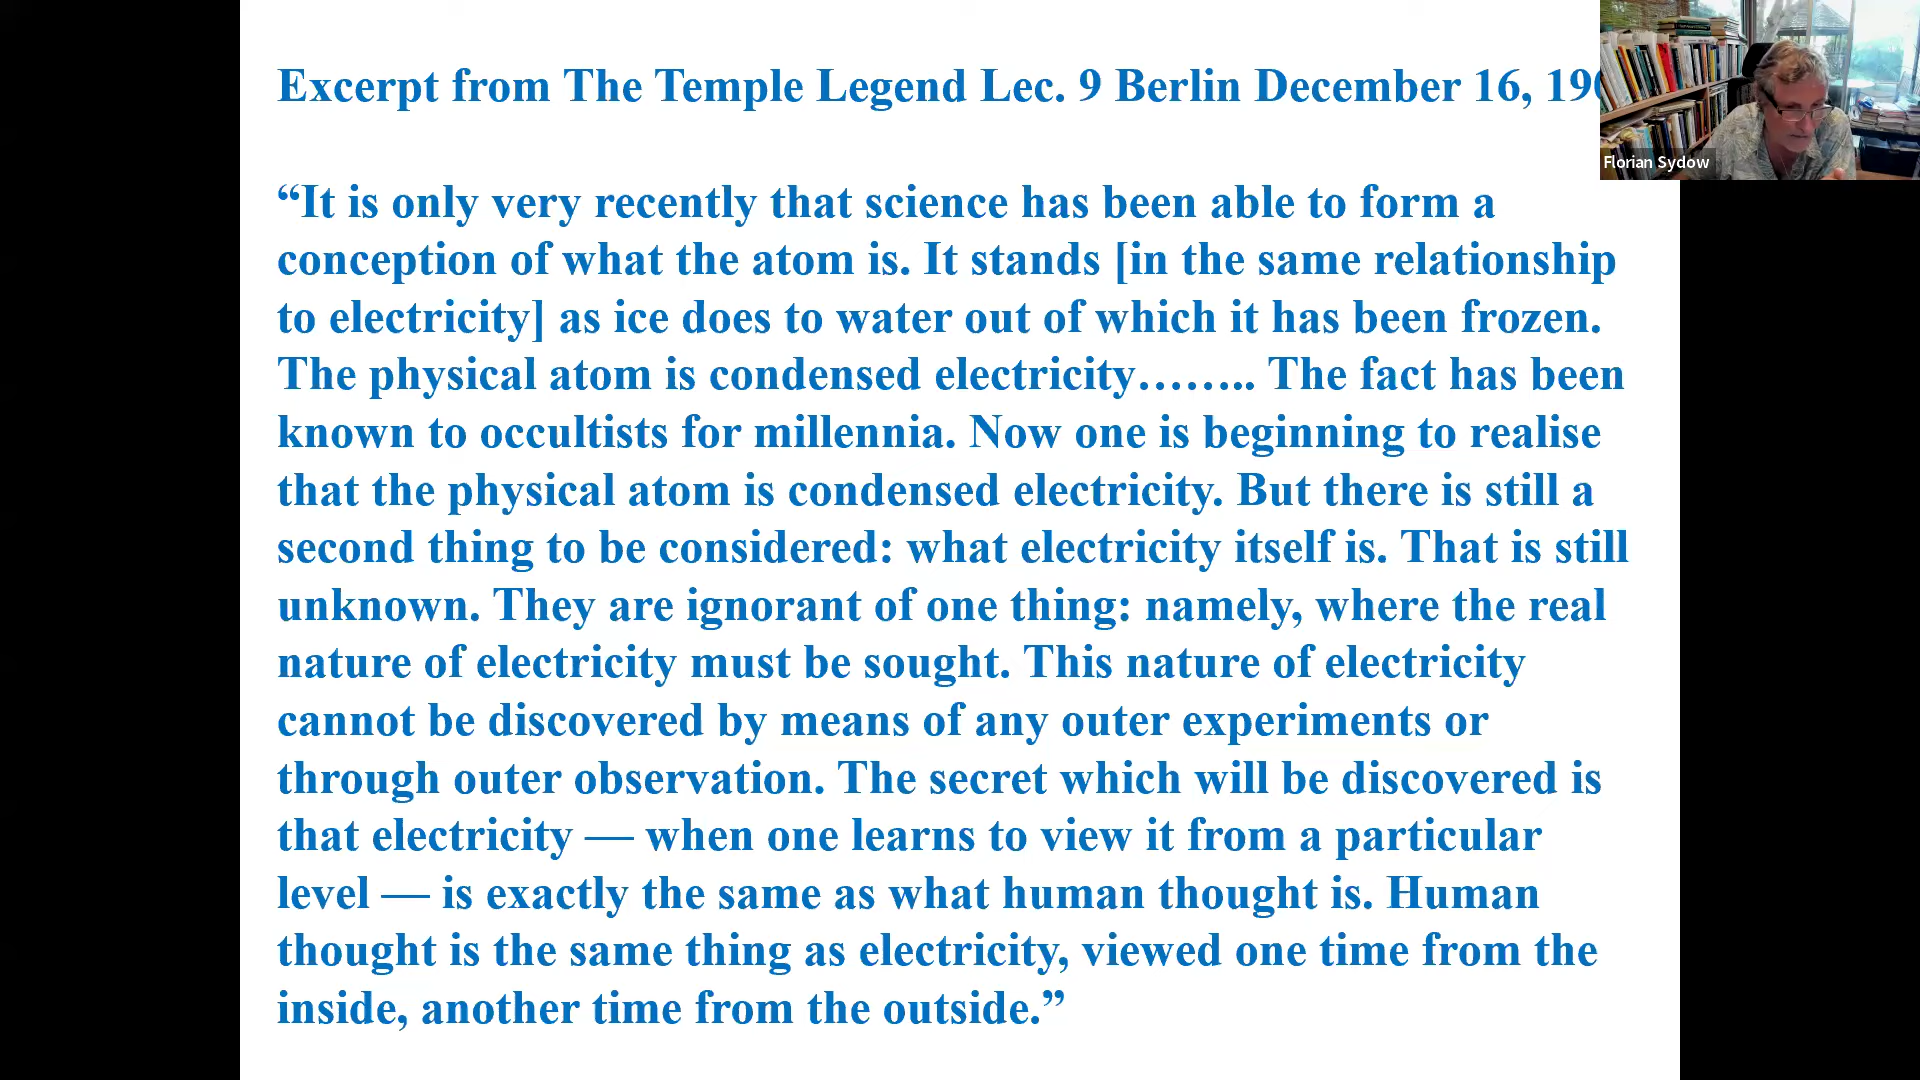 Excerpt from The Temple Legend Lec. 9 Berlin December 16,
Florian Sydow
“It is only very recently that science has been able to form a
conception of what the atom is. It stands [in the same relationship
to electricity] as ice does to water out of which it has been frozen.
The physical atom is condensed electricity…….. The fact has been
known to occultists for millennia. Now one is beginning to realise
that the physical atom is condensed electricity. But there is still a
second thing to be considered: what electricity itself is. That is still
unknown. They are ignorant of one thing: namely, where the real
nature of electricity must be sought. This nature of electricity
cannot be discovered by means of any outer experiments or
through outer observation. The secret which will be discovered is
that electricity — when one learns to view it from a particular
level — is exactly the same as what human thought is. Human
thought is the same thing as electricity, viewed one time from the
inside, another time from the outside.”